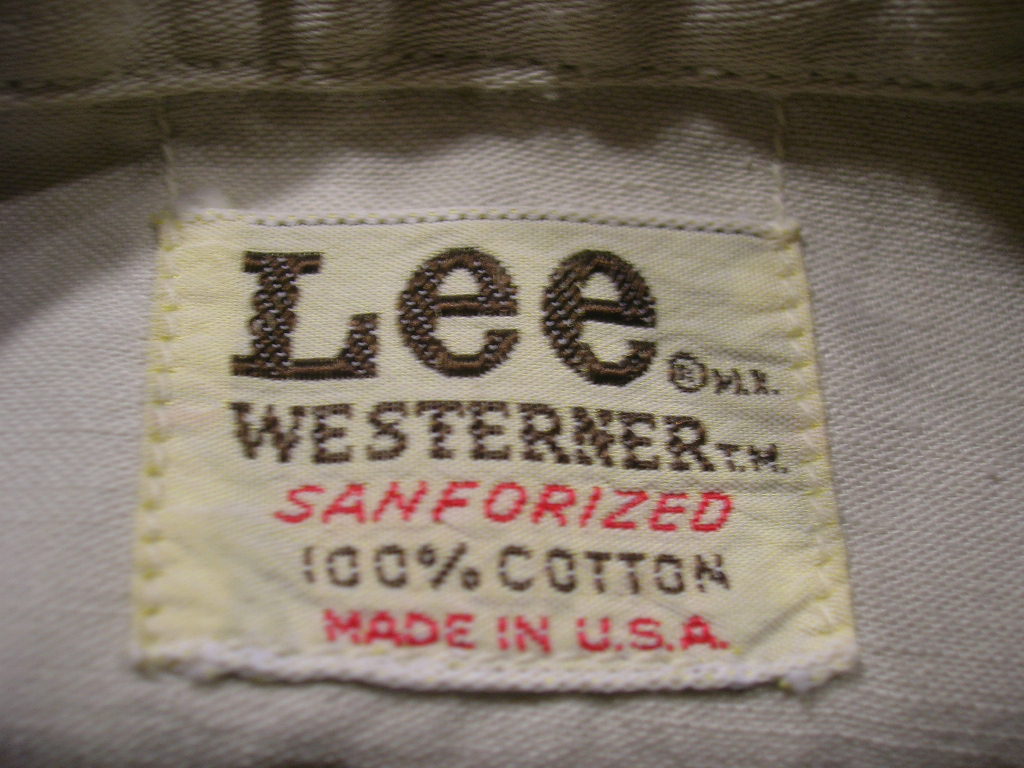 Lee ® M.R.
WESTERNER T.M.
SANFORIZED
100% COTTON
MADE IN U.S.A.